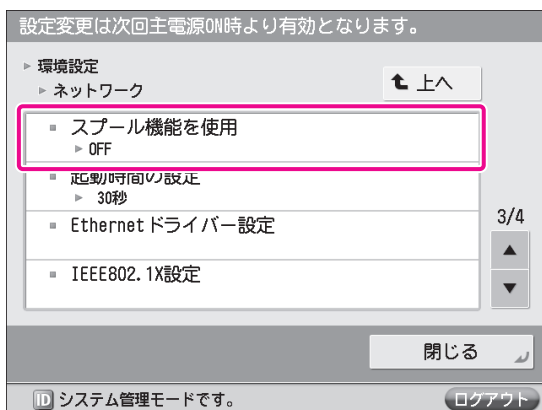 設定変更は次回主電源ON時より有効となります。
環境設定
ネットワーク
上へ
スプール機能を使用
OFF
起動時間の設定
30秒
Ethernetドライバー設定
IEEE802.1X設定
3/4
閉じる
ID システム管理モードです。
ログアウト